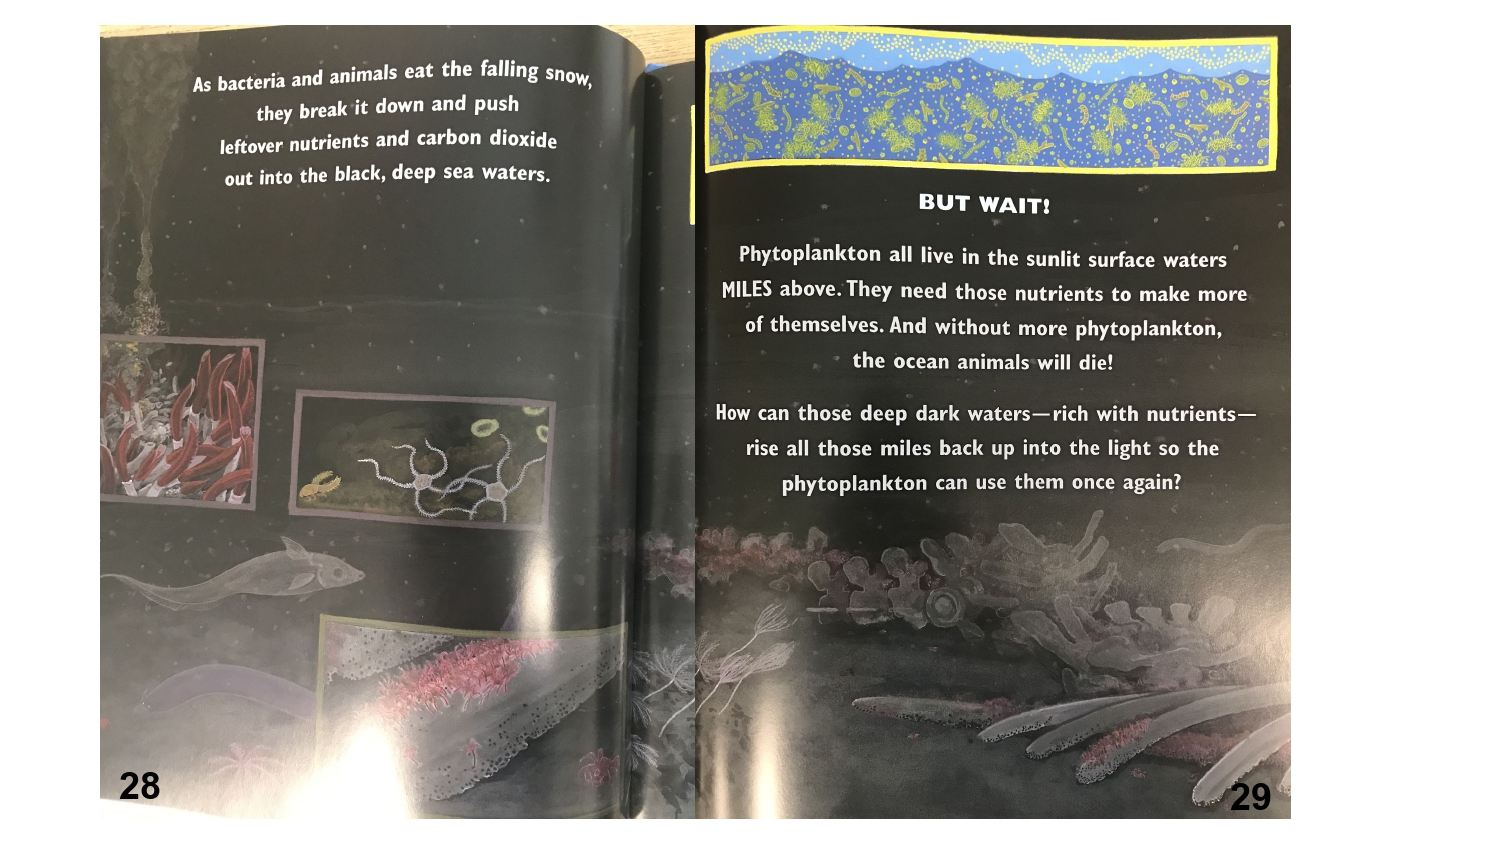 As bacteria and animals eat the falling snow,
they break it down and push
leftover nutrients and carbon dioxide
out into the black, deep sea waters.
28
BUT WAIT!
Phytoplankton all live in the sunlit surface waters
MILES above. They need those nutrients to make more
of themselves. And without more phytoplankton,
the ocean animals will die!
How can those deep dark waters—rich with nutrients—
rise all those miles back up into the light so the
phytoplankton can use them once again?
29